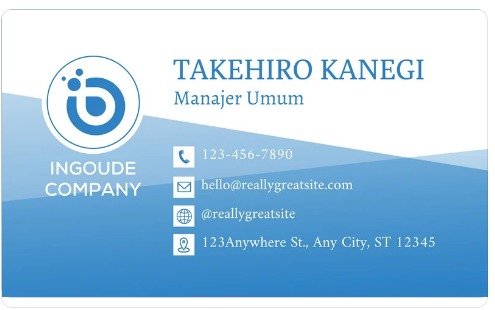 TAKEHIRO KANEGI
Manajer Umum
INGOUDE
COMPANY
123-456-7890
hello@reallygreatsite.com
@reallygreatsite
123Anywhere St., Any City, ST 12345